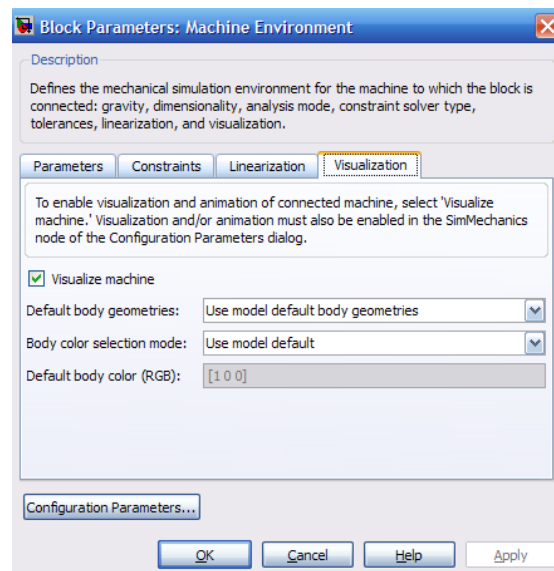 Block Parameters: Machine Environment
Description
Defines the mechanical simulation environment for the machine to which the block is
connected: gravity, dimensionality, analysis mode, constraint solver type,
tolerances, linearization, and visualization.
Parameters Constraints Linearization Visualization
To enable visualization and animation of connected machine, select 'Visualize
machine.' Visualization and/or animation must also be enabled in the SimMechanics
node of the Configuration Parameters dialog.
Visualize machine
Default body geometries: Use model default body geometries
Body color selection mode: Use model default
Default body color (RGB): [1 0 0]
Configuration Parameters...
OK Cancel Help Apply